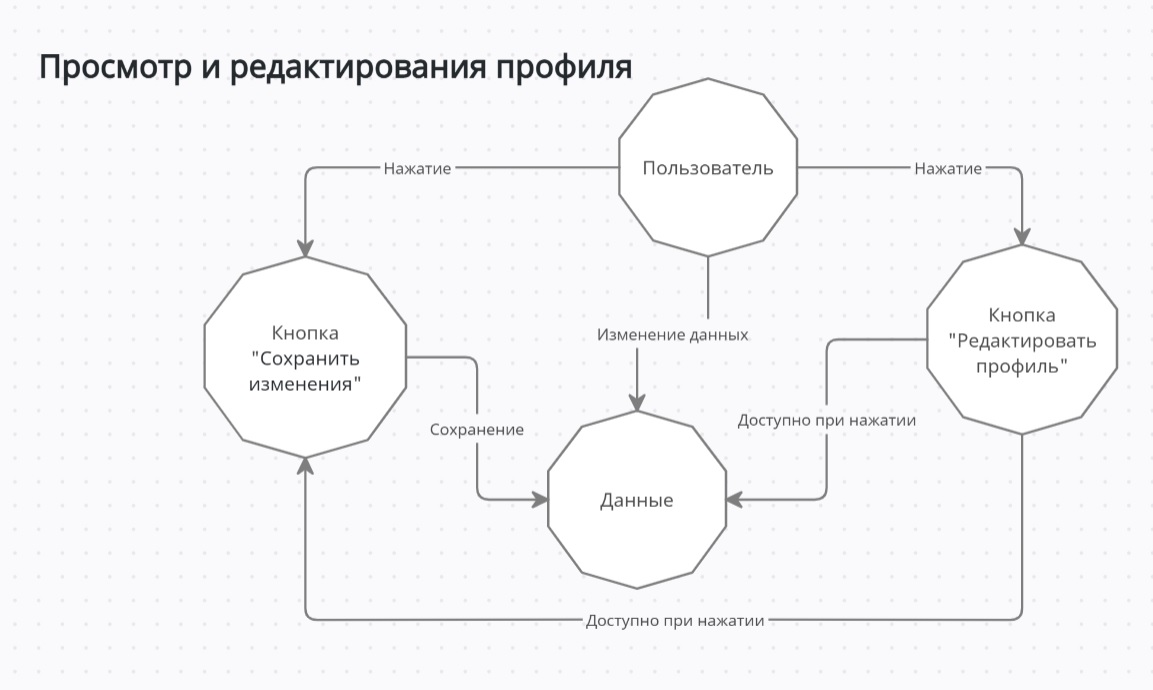 Просмотр и редактирования профиля
Пользователь
Нажатие
Нажатие
Кнопка
"Сохранить
изменения"
Кнопка
"Редактировать
профиль"
Изменение данных
Сохранение
Доступно при нажатии
Данные
Доступно при нажатии